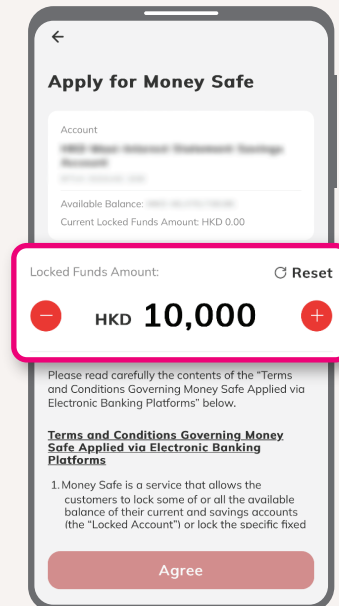 Apply for Money Safe
Account
Available Balance:
Current Locked Funds Amount: HKD 0.00
Locked Funds Amount:
Reset
HKD 10,000
Please read carefully the contents of the “Terms
and Conditions Governing Money Safe Applied via
Electronic Banking Platforms” below.
Terms and Conditions Governing Money
Safe Applied via Electronic Banking
Platforms
1. Money Safe is a service that allows the
customers to lock some of or all the available
balance of their current and savings accounts
(the “Locked Account”) or lock the specific fixed
Agree